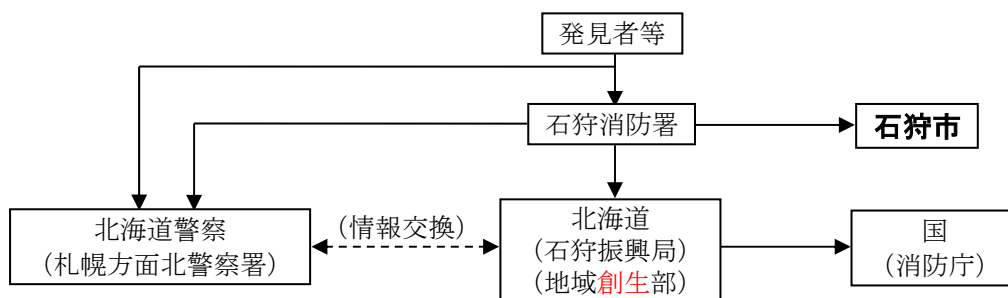 発見者等
石狩消防署
石狩市
北海道警察
(札幌方面北警察署)
(情報交換)
北海道
(石狩振興局)
(地域創生部)
国
(消防庁)